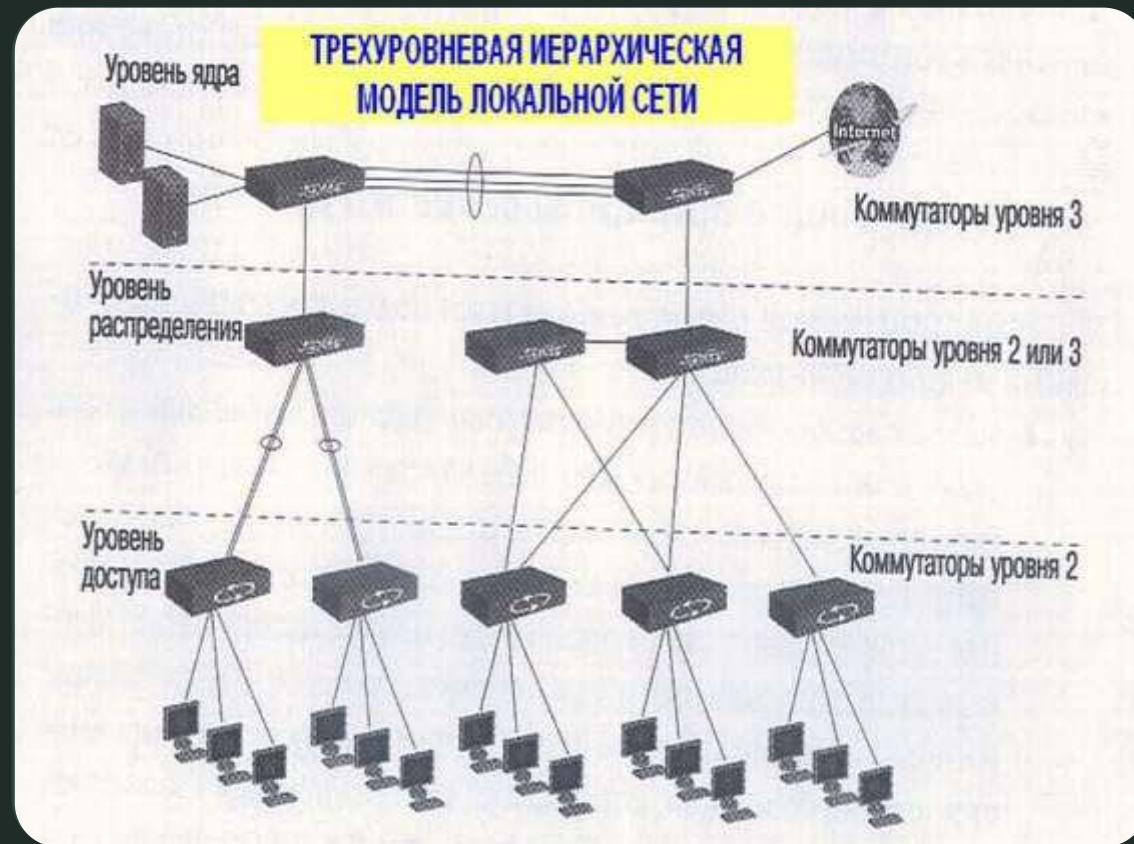 ТРЕХУРОВНЕВАЯ ИЕРАРХИЧЕСКАЯ
МОДЕЛЬ ЛОКАЛЬНОЙ СЕТИ
Уровень ядра
Internet
Коммутаторы уровня 3
Уровень
распределения
Коммутаторы уровня 2 или 3
Уровень
доступа
Коммутаторы уровня 2